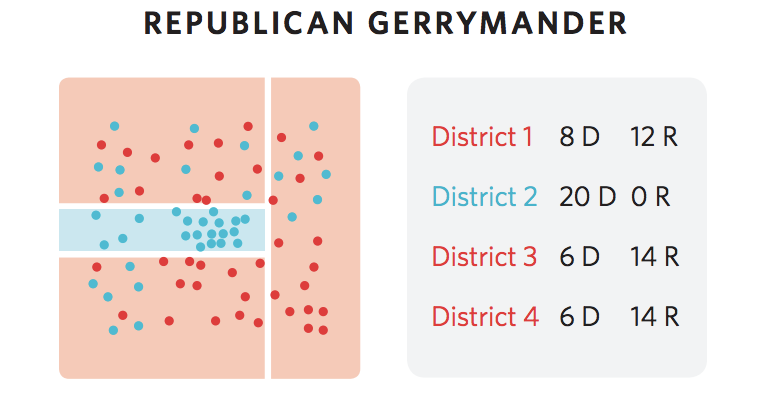 REPUBLICAN GERRYMANDER
District 1 8 D 12 R
District 2 20 D 0 R
District 3 6 D 14 R
District 4 6 D 14 R